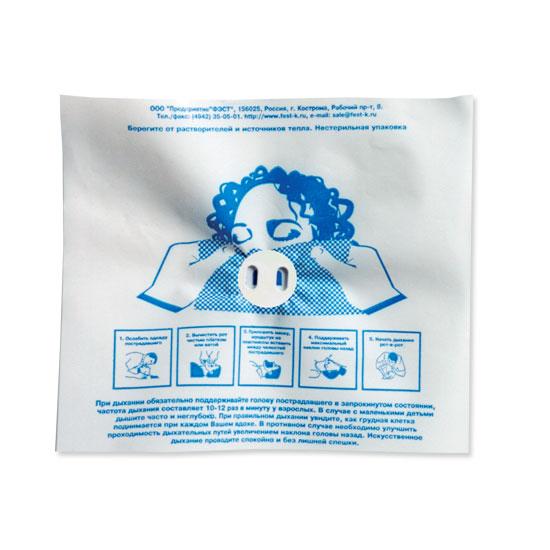 ООО "Предприятие"ФЭСТ", 156025, Россия, г. Кострома, Рабочий пр-т, 8.
Тел./факс: (4942) 35-05-01. http://www.fest-k.ru, e-mail: sale@fest-k.ru
Берегите от растворителей и источников тепла. Нестерильная упаковка
1. Ослабить одежду
пострадавшего
2. Вычистить рот
чистым платком
или ватой
3. Приложить маску,
мундштук из
пластмассы вставить
между челюстей
пострадавшего
4. Поддерживать
максимальный
наклон головы назад
5. Начать дыхание
рот-в-рот
При дыхании обязательно поддерживайте голову пострадавшего в запрокинутом состоянии,
частота дыхания составляет 10-12 раз в минуту у взрослых. В случае с маленькими детьми
дышите часто и неглубоко. При правильном дыхании увидите, как грудная клетка
поднимается при каждом Вашем вдохе. В противном случае необходимо улучшить
проходимость дыхательных путей увеличением наклона головы назад. Искусственное
дыхание проводите спокойно и без лишней спешки.